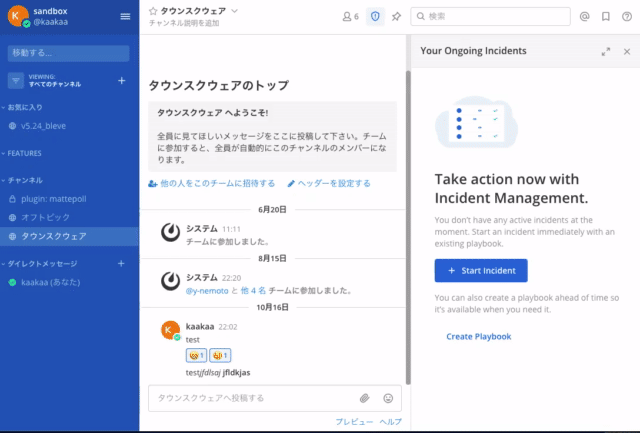 sandbox
@kaakaa
移動する...
VIEWING:
すべてのチャンネル
お気に入り
v5.24_bleve
FEATURES
チャンネル
plugin: mattepoll
オフトピック
タウンスクウェア
ダイレクトメッセージ
kaakaa (あなた)
タウンスクウェア
チャンネル説明を追加
6
検索
タウンスクウェアのトップ
タウンスクウェア へようこそ!
全員に見てほしいメッセージをここに投稿して下さい。チーム
に参加すると、全員が自動的にこのチャンネルのメンバーにな
ります。
他の人をこのチームに招待する
ヘッダーを設定する
6月20日
システム 11:11
チームに参加しました。
8月15日
システム 22:20
@y-nemoto と 他 4 名 チームに参加しました。
10月16日
kaakaa 22:02
test
1 1
testjfdlsaj jfldkjas
タウンスクウェアへ投稿する
プレビュー ヘルプ
Your Ongoing Incidents
Take action now with
Incident Management.
You don't have any active incidents at the
moment. Start an incident immediately with an
existing playbook.
+ Start Incident
You can also create a playbook ahead of time so
it's available when you need it.
Create Playbook